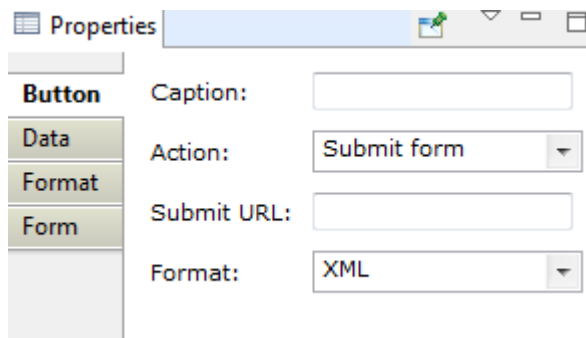 Properties
Button
Data
Format
Form
Caption:
Action: Submit form
Submit URL:
Format: XML